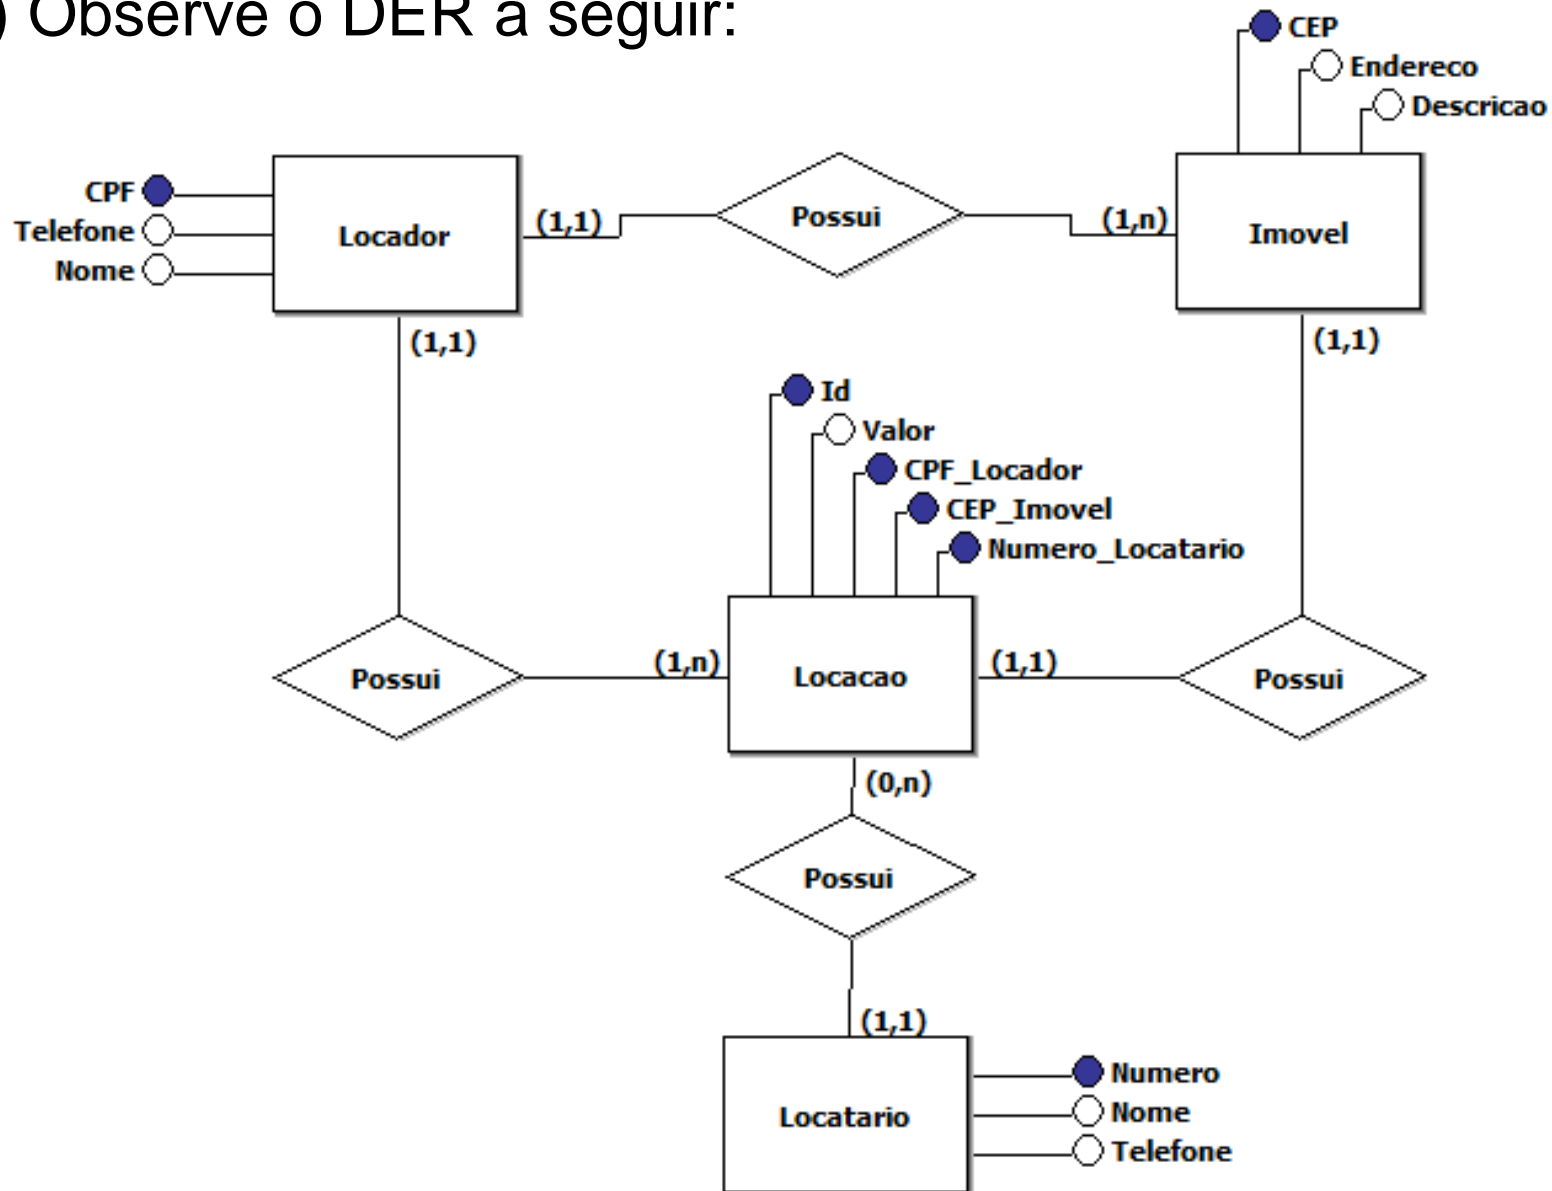 ) Observe o DER a seguir:
CEP
Endereco
Descricao
CPF
Telefone
Nome
Locador
(1,1)
Possui
(1,n)
Imovel
(1,1)
(1,1)
Id
Valor
CPF_Locador
CEP_Imovel
Numero_Locatario
Possui
(1,n)
Locacao
(1,1)
Possui
(0,n)
Possui
(1,1)
Locatario
Numero
Nome
Telefone